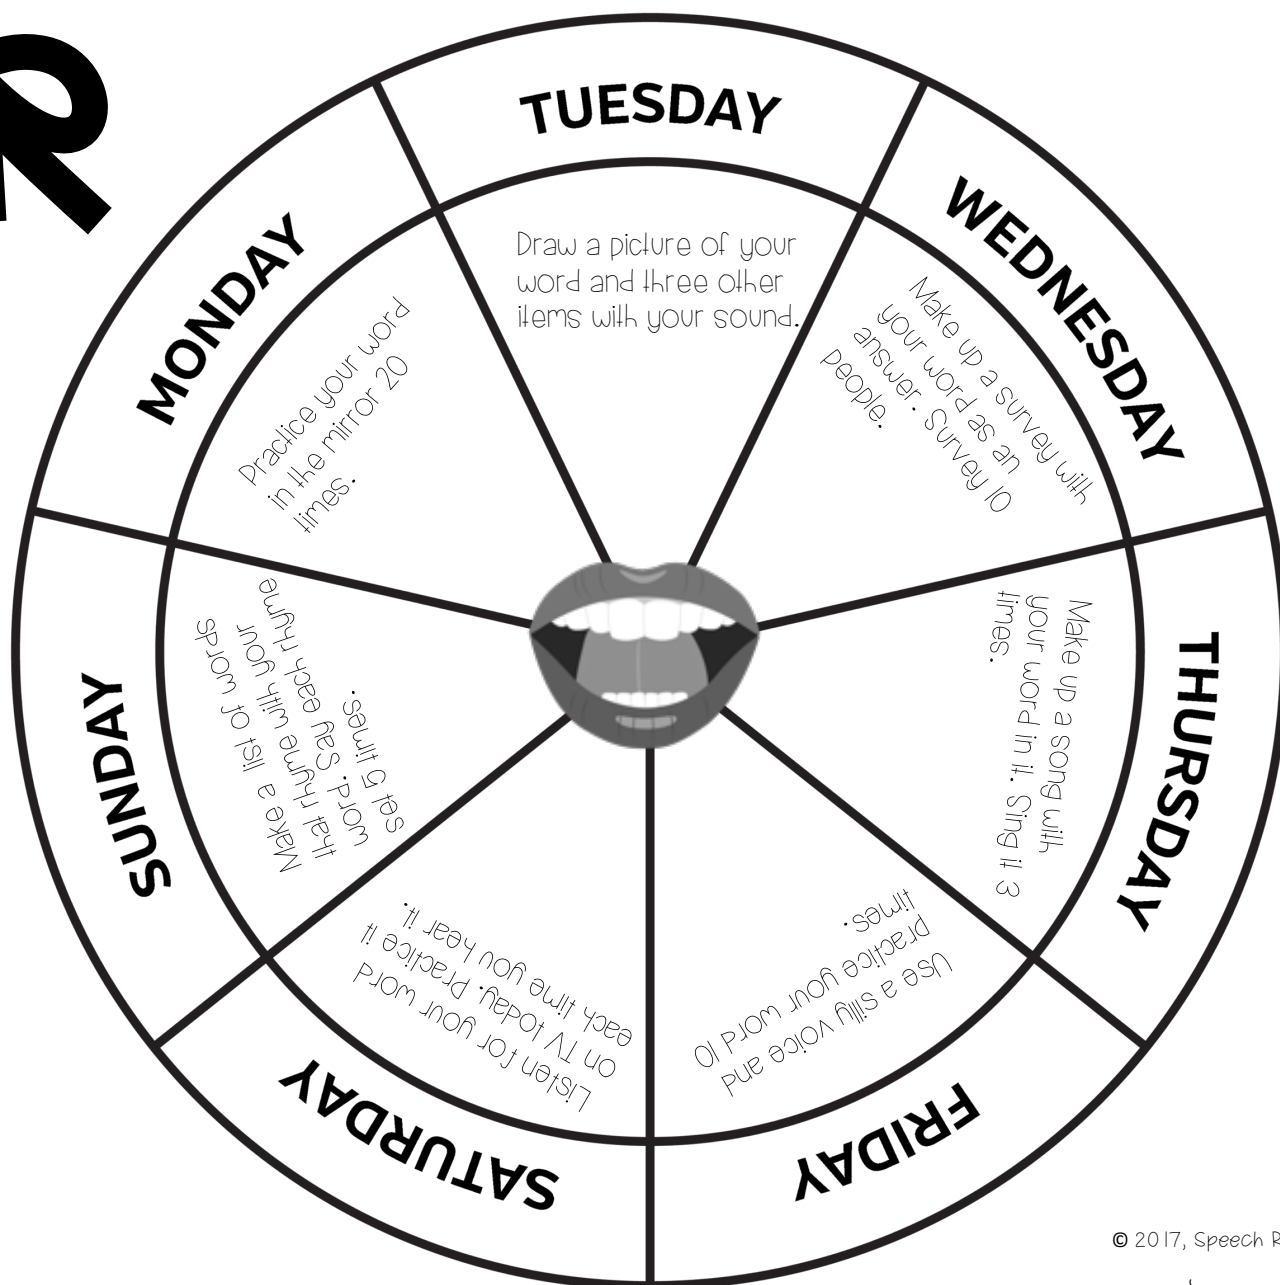 MONDAY
Practice your word
in the mirror 20
times.
TUESDAY
Draw a picture of your
word and three other
items with your sound.
WEDNESDAY
Make up a survey with
your word as an
answer. Survey 10
people.
THURSDAY
Make up a song with
your word in it. Sing it 3
times.
FRIDAY
Use a silly voice and
practice your word 10
times.
SATURDAY
Listen for your word
on TV today. Practice it
each time you hear it.
SUNDAY
Make a list of words
that rhyme with your
word. Say each rhyme
set 5 times.
© 2017, Speech R